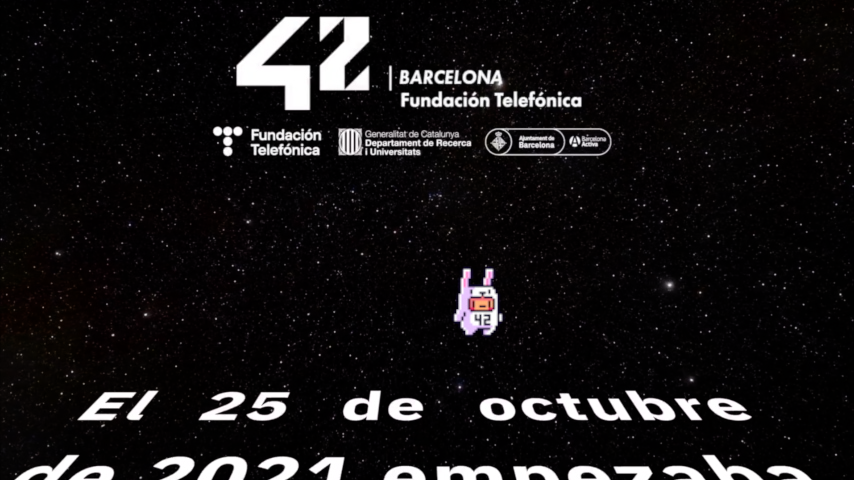 42
BARCELONA
Fundación Telefónica
Fundación
Telefónica
Generalitat de Catalunya
Departament de Recerca
i Universitats
Ajuntament de
Barcelona
Barcelona
Activa
42
El 25 de octubre
de 2021 empezaba